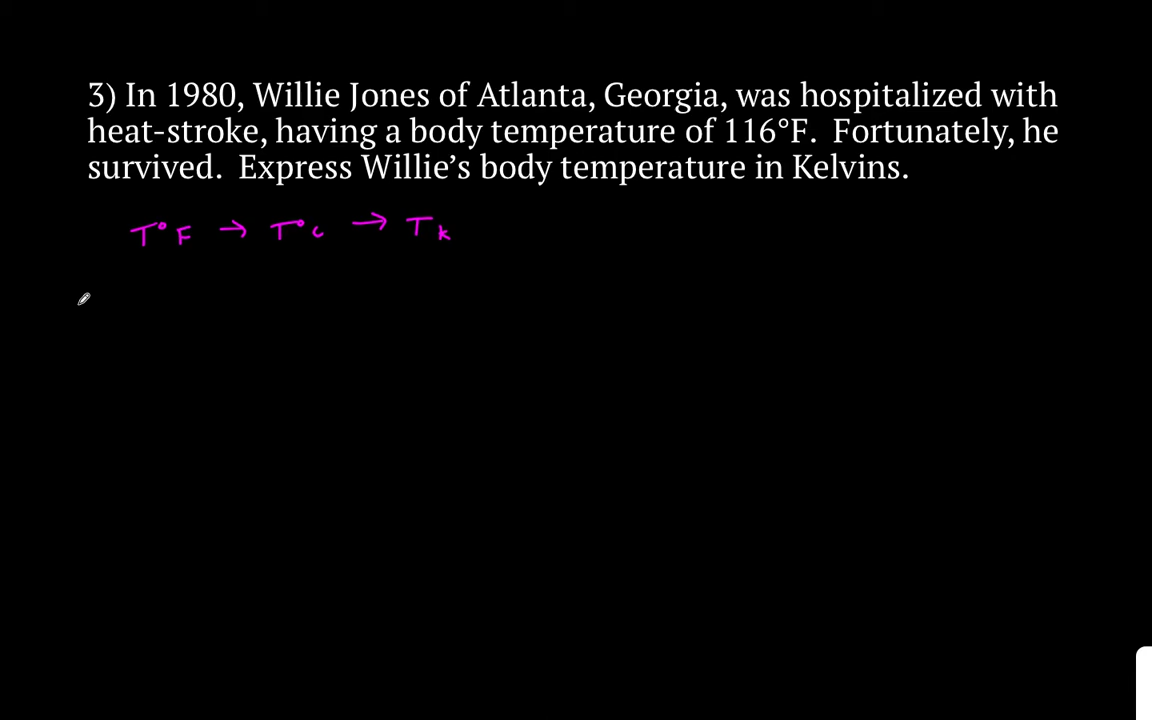 3) In 1980, Willie Jones of Atlanta, Georgia, was hospitalized with
heat-stroke, having a body temperature of 116°F.  Fortunately, he
survived.  Express Willie’s body temperature in Kelvins.
T°F → T°C → TK